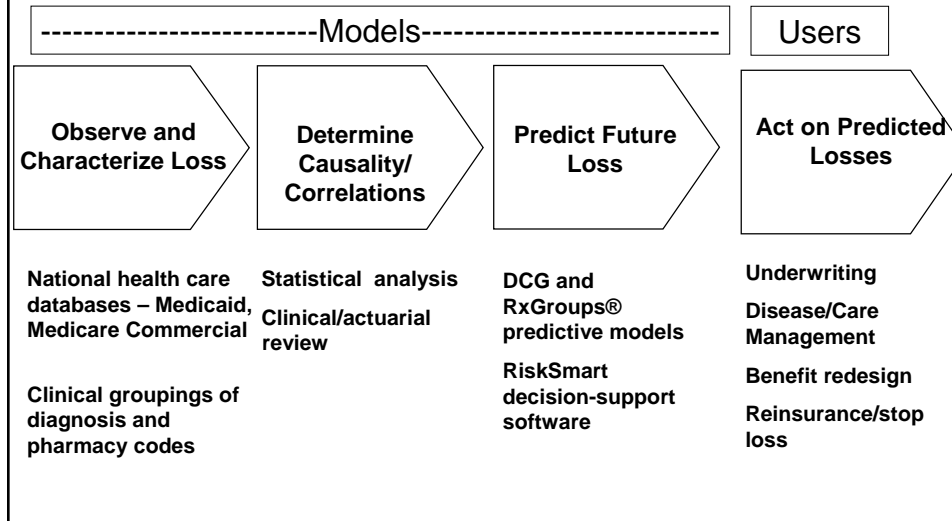 --------------------------Models----------------------------
Users
Observe and
Characterize Loss
Determine
Causality/
Correlations
Predict Future
Loss
Act on Predicted
Losses
National health care
databases – Medicaid,
Medicare Commercial
Clinical groupings of
diagnosis and
pharmacy codes
Statistical analysis
Clinical/actuarial
review
DCG and
RxGroups®
predictive models
RiskSmart
decision-support
software
Underwriting
Disease/Care
Management
Benefit redesign
Reinsurance/stop
loss